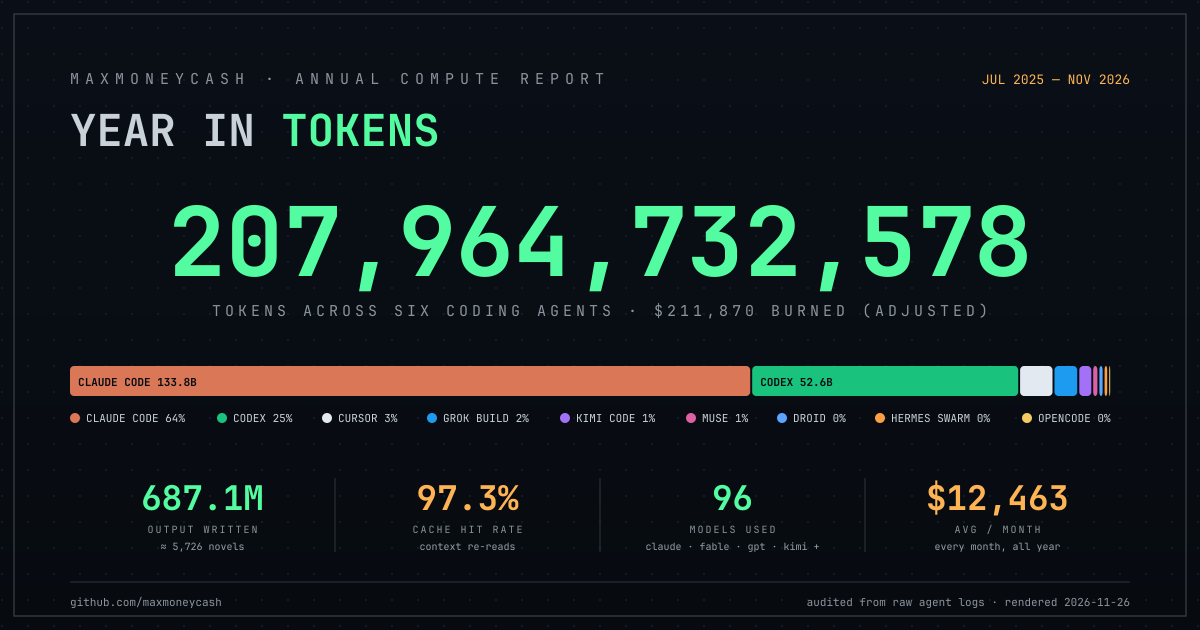 MAXMONEYCASH · ANNUAL COMPUTE REPORT
JUL 2025 — NOV 2026
YEAR IN TOKENS
207,964,732,578
TOKENS ACROSS SIX CODING AGENTS · $211,870 BURNED (ADJUSTED)
CLAUDE CODE 133.8B
CODEX 52.6B
CLAUDE CODE 64%
CODEX 25%
CURSOR 3%
GROK BUILD 2%
KIMI CODE 1%
MUSE 1%
DROID 0%
HERMES SWARM 0%
OPENCODE 0%
687.1M
OUTPUT WRITTEN
≈ 5,726 novels
97.3%
CACHE HIT RATE
context re-reads
96
MODELS USED
claude · fable · gpt · kimi +
$12,463
AVG / MONTH
every month, all year
github.com/maxmoneycash
audited from raw agent logs · rendered 2026-11-26